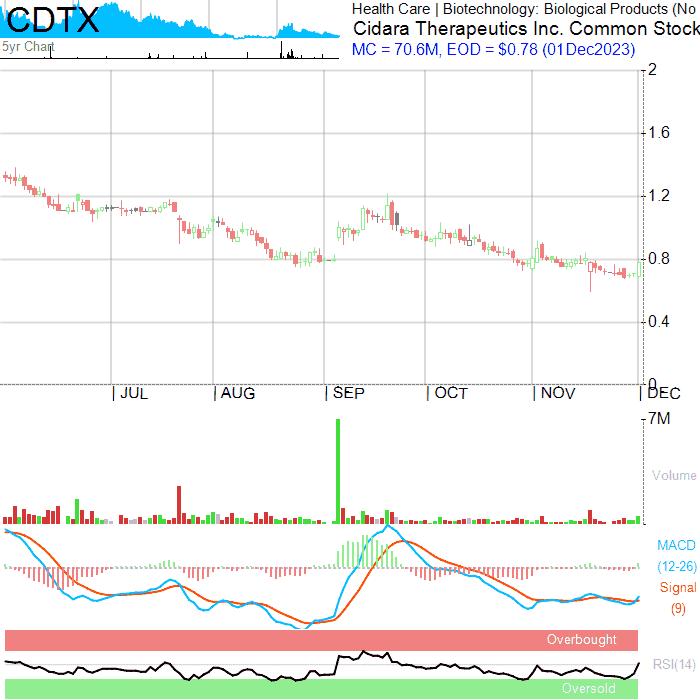 CDTX
5yr Chart
Health Care | Biotechnology: Biological Products (No
Cidara Therapeutics Inc. Common Stock
MC = 70.6M, EOD = $0.78 (01Dec2023)
2
1.6
1.2
0.8
0.4
0
| JUL | AUG | SEP | OCT | NOV | DEC
7M
Volume
MACD
(12-26)
Signal
(9)
Overbought
RSI(14)
Oversold